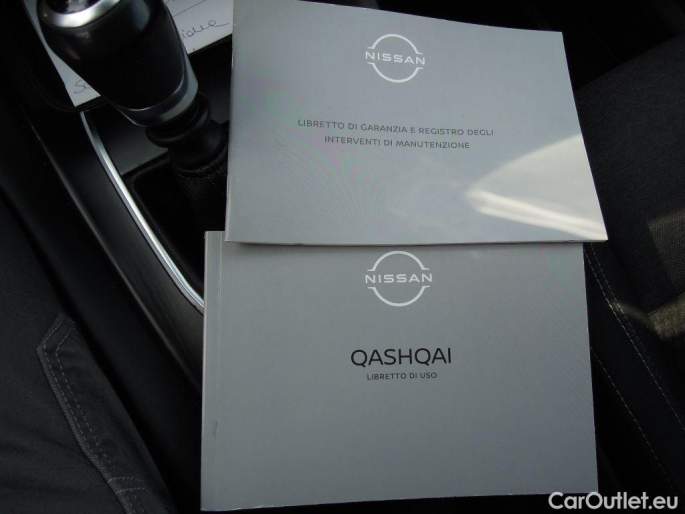 NISSAN
LIBRETTO DI GARANZIA E REGISTRO DEGLI
INTERVENTI DI MANUTENZIONE
NISSAN
QASHQAI
LIBRETTO DI USO
CarOutlet.eu